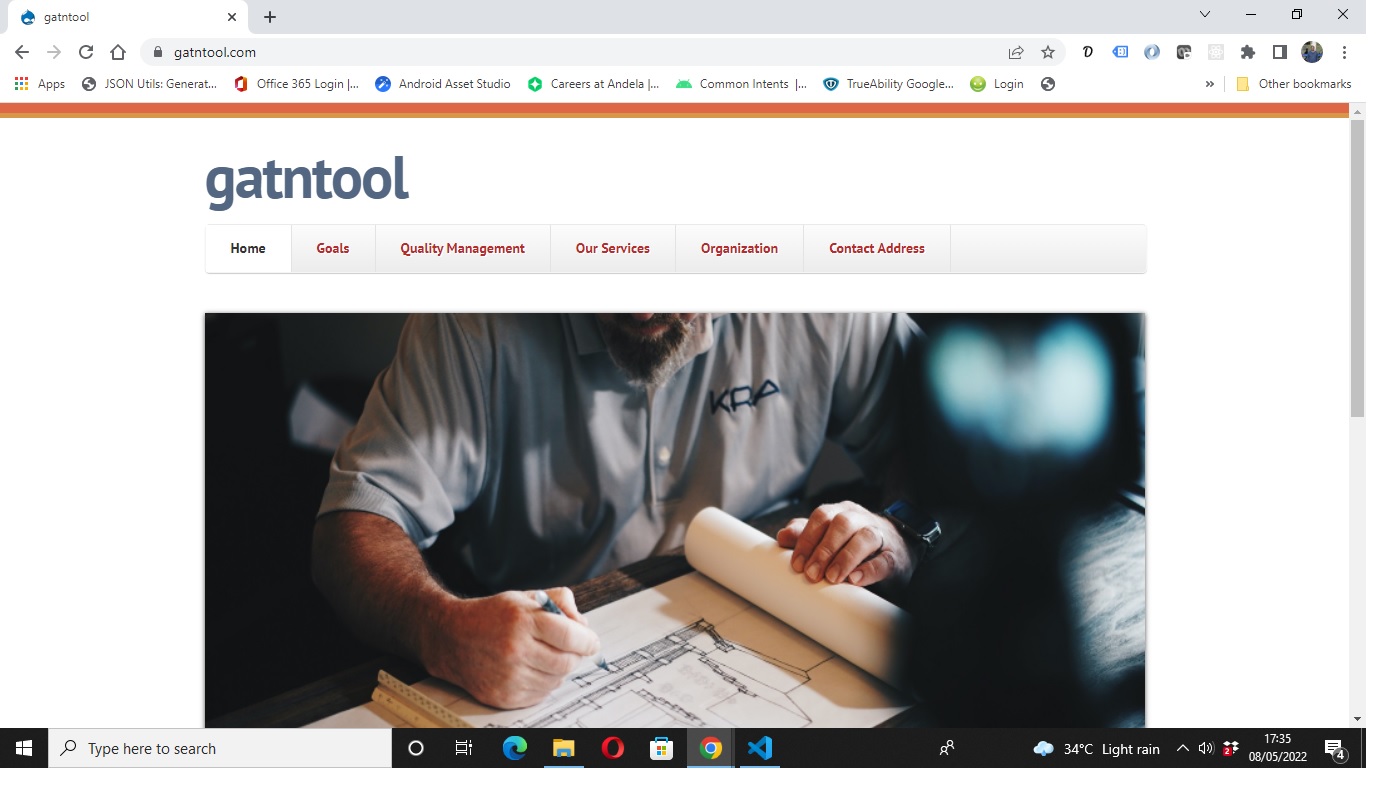 gatntool
gatntool.com
Apps JSON Utils: Generat... Office 365 Login |... Android Asset Studio Careers at Andela |... Common Intents |... TrueAbility Google... Login » Other bookmarks
gatntool
Home Goals Quality Management Our Services Organization Contact Address
KRA
Type here to search
34°C Light rain
17:35
08/05/2022
2
4